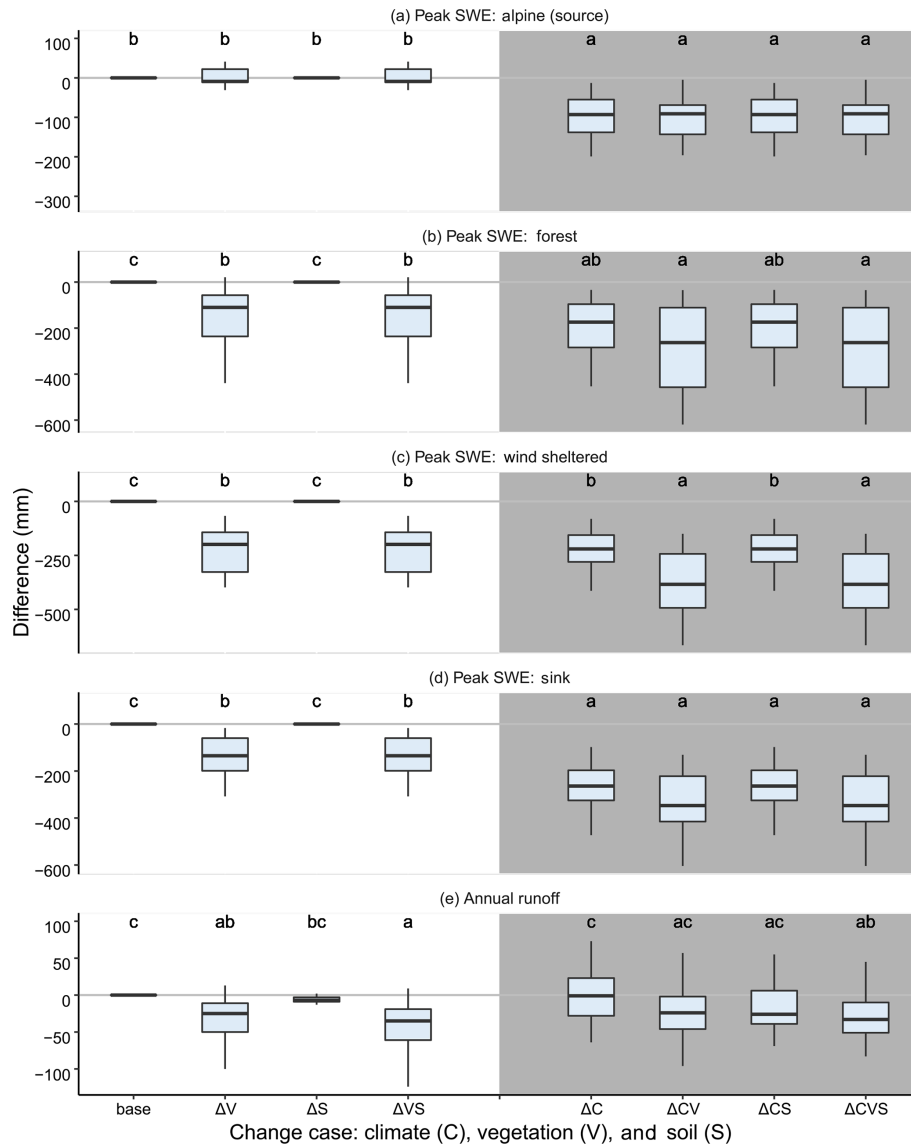 (a) Peak SWE: alpine (source)
b b b b a a a a
100
0
−100
−200
−300
(b) Peak SWE: forest
c b c b ab a ab a
0
−200
−400
−600
(c) Peak SWE: wind sheltered
c b c b b a b a
0
−250
−500
(d) Peak SWE: sink
c b c b a a a a
0
−200
−400
−600
(e) Annual runoff
c ab bc a c ac ac ab
100
50
0
−50
−100
Difference (mm)
base ΔV ΔS ΔVS ΔC ΔCV ΔCS ΔCVS
Change case: climate (C), vegetation (V), and soil (S)